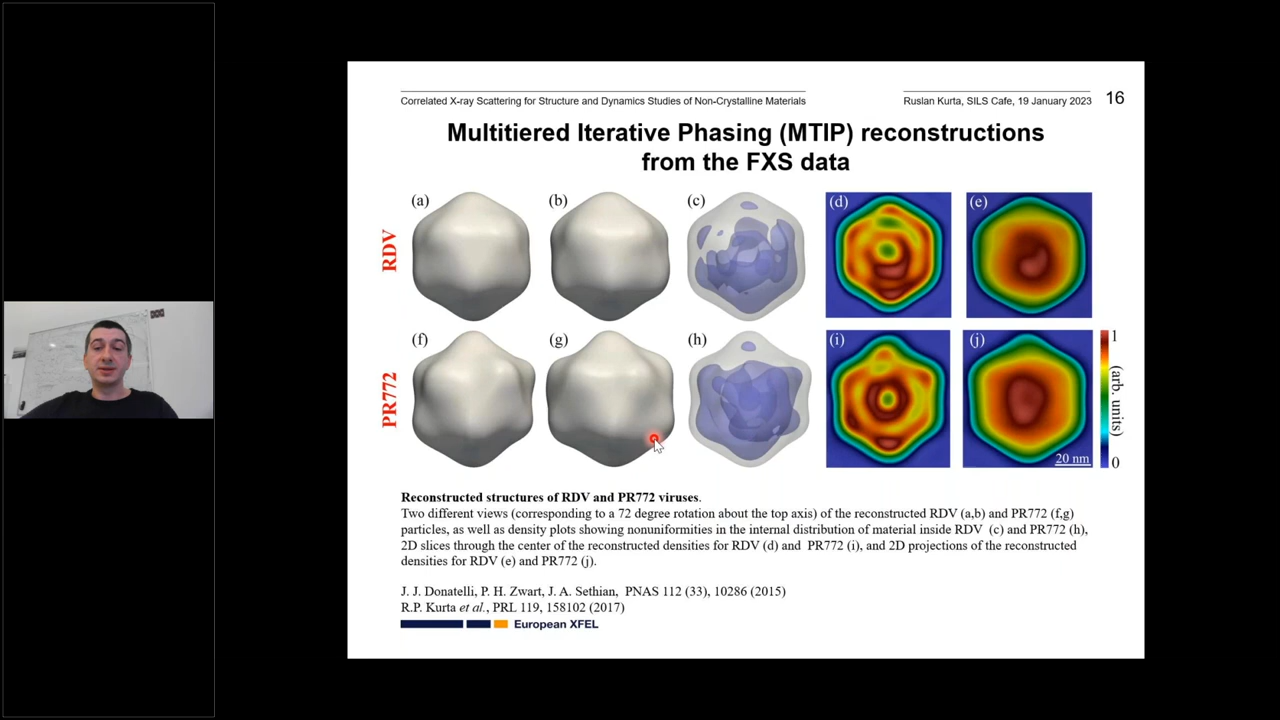 Correlated X-ray Scattering for Structure and Dynamics Studies of Non-Crystalline Materials
Ruslan Kurta, SILS Cafe, 19 January 2023
16
Multitiered Iterative Phasing (MTIP) reconstructions
from the FXS data
RDV
(a)
(b)
(c)
(d)
(e)
PR772
(f)
(g)
(h)
(i)
(j)
20 nm
1
(arb. units)
0
Reconstructed structures of RDV and PR772 viruses.
Two different views (corresponding to a 72 degree rotation about the top axis) of the reconstructed RDV (a,b) and PR772 (f,g)
particles, as well as density plots showing nonuniformities in the internal distribution of material inside RDV (c) and PR772 (h),
2D slices through the center of the reconstructed densities for RDV (d) and PR772 (i), and 2D projections of the reconstructed
densities for RDV (e) and PR772 (j).
J. J. Donatelli, P. H. Zwart, J. A. Sethian, PNAS 112 (33), 10286 (2015)
R.P. Kurta et al., PRL 119, 158102 (2017)
European XFEL